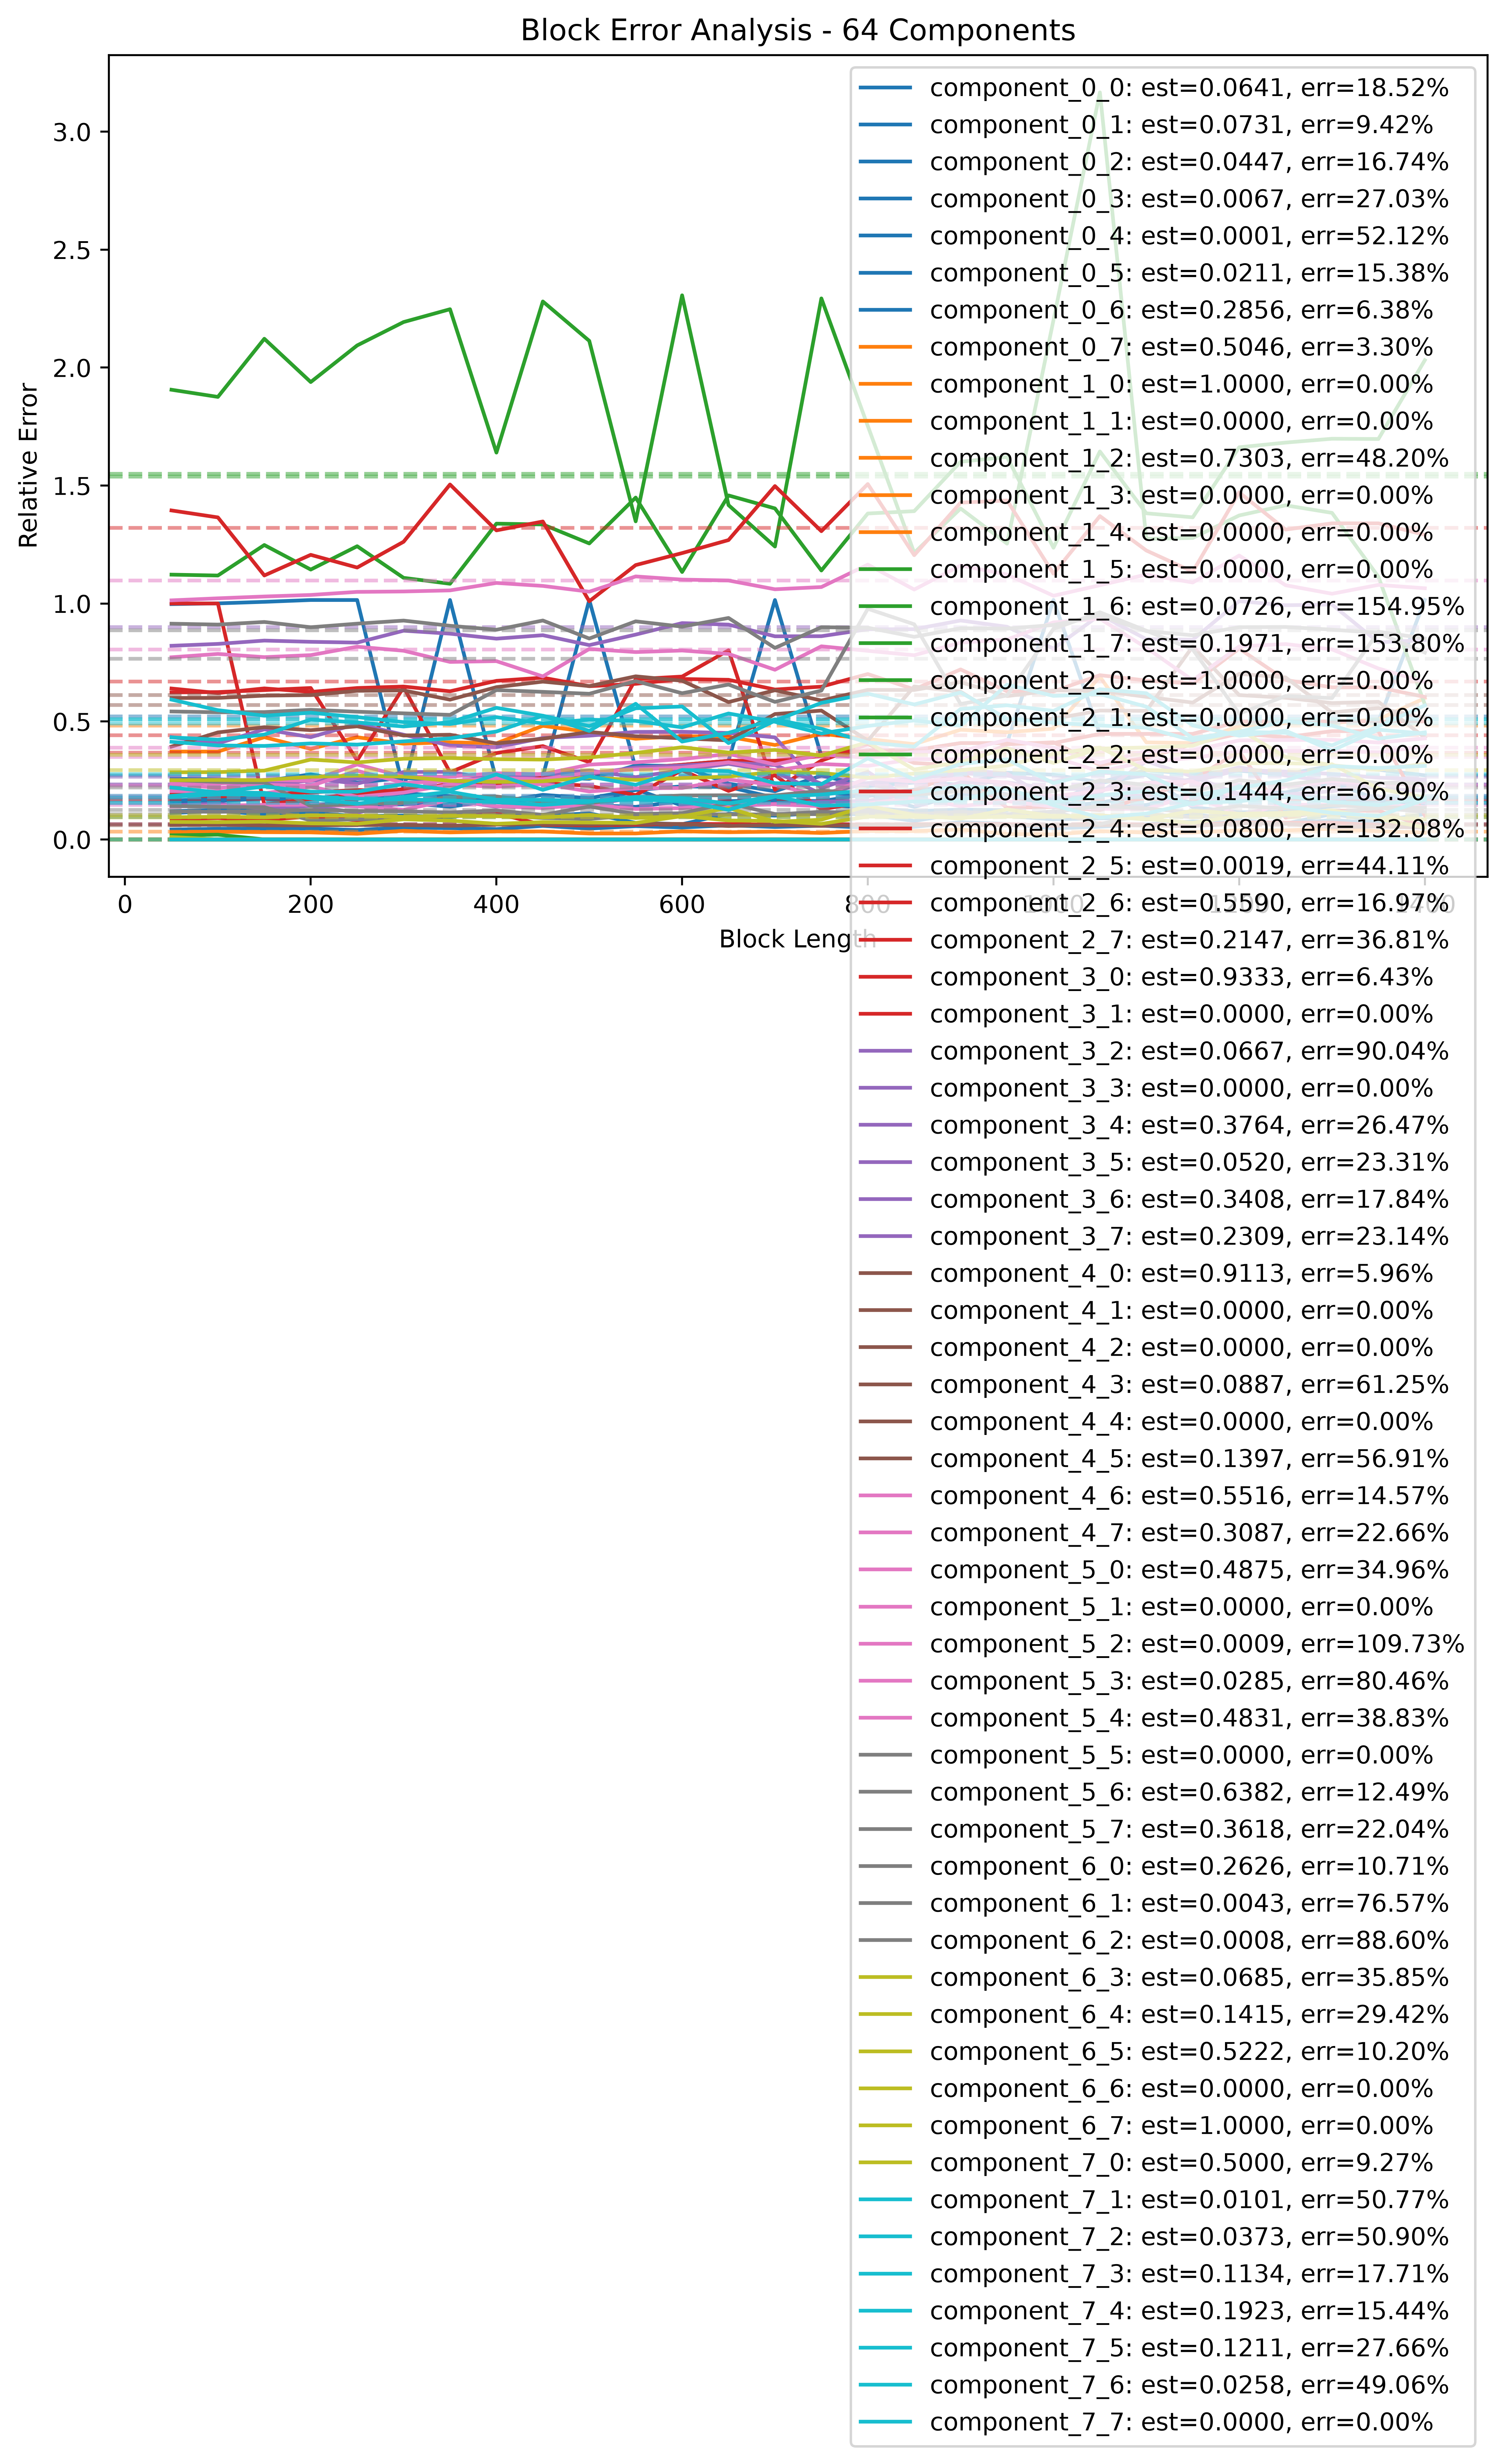 Block Error Analysis - 64 Components
Relative Error
3.0
2.5
2.0
1.5
1.0
0.5
0.0
0
200
400
600
800
1000
1200
1400
Block Length
component_0_0: est=0.0641, err=18.52%
component_0_1: est=0.0731, err=9.42%
component_0_2: est=0.0447, err=16.74%
component_0_3: est=0.0067, err=27.03%
component_0_4: est=0.0001, err=52.12%
component_0_5: est=0.0211, err=15.38%
component_0_6: est=0.2856, err=6.38%
component_0_7: est=0.5046, err=3.30%
component_1_0: est=1.0000, err=0.00%
component_1_1: est=0.0000, err=0.00%
component_1_2: est=0.7303, err=48.20%
component_1_3: est=0.0000, err=0.00%
component_1_4: est=0.0000, err=0.00%
component_1_5: est=0.0000, err=0.00%
component_1_6: est=0.0726, err=154.95%
component_1_7: est=0.1971, err=153.80%
component_2_0: est=1.0000, err=0.00%
component_2_1: est=0.0000, err=0.00%
component_2_2: est=0.0000, err=0.00%
component_2_3: est=0.1444, err=66.90%
component_2_4: est=0.0800, err=132.08%
component_2_5: est=0.0019, err=44.11%
component_2_6: est=0.5590, err=16.97%
component_2_7: est=0.2147, err=36.81%
component_3_0: est=0.9333, err=6.43%
component_3_1: est=0.0000, err=0.00%
component_3_2: est=0.0667, err=90.04%
component_3_3: est=0.0000, err=0.00%
component_3_4: est=0.3764, err=26.47%
component_3_5: est=0.0520, err=23.31%
component_3_6: est=0.3408, err=17.84%
component_3_7: est=0.2309, err=23.14%
component_4_0: est=0.9113, err=5.96%
component_4_1: est=0.0000, err=0.00%
component_4_2: est=0.0000, err=0.00%
component_4_3: est=0.0887, err=61.25%
component_4_4: est=0.0000, err=0.00%
component_4_5: est=0.1397, err=56.91%
component_4_6: est=0.5516, err=14.57%
component_4_7: est=0.3087, err=22.66%
component_5_0: est=0.4875, err=34.96%
component_5_1: est=0.0000, err=0.00%
component_5_2: est=0.0009, err=109.73%
component_5_3: est=0.0285, err=80.46%
component_5_4: est=0.4831, err=38.83%
component_5_5: est=0.0000, err=0.00%
component_5_6: est=0.6382, err=12.49%
component_5_7: est=0.3618, err=22.04%
component_6_0: est=0.2626, err=10.71%
component_6_1: est=0.0043, err=76.57%
component_6_2: est=0.0008, err=88.60%
component_6_3: est=0.0685, err=35.85%
component_6_4: est=0.1415, err=29.42%
component_6_5: est=0.5222, err=10.20%
component_6_6: est=0.0000, err=0.00%
component_6_7: est=1.0000, err=0.00%
component_7_0: est=0.5000, err=9.27%
component_7_1: est=0.0101, err=50.77%
component_7_2: est=0.0373, err=50.90%
component_7_3: est=0.1134, err=17.71%
component_7_4: est=0.1923, err=15.44%
component_7_5: est=0.1211, err=27.66%
component_7_6: est=0.0258, err=49.06%
component_7_7: est=0.0000, err=0.00%